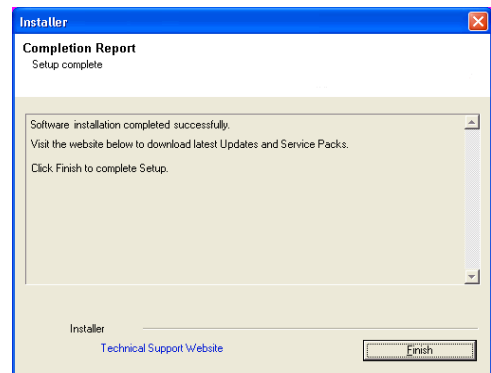 Installer
Completion Report
Setup complete
Software installation completed successfully.
Visit the website below to download latest Updates and Service Packs.
Click Finish to complete Setup.
Installer
Technical Support Website
Finish